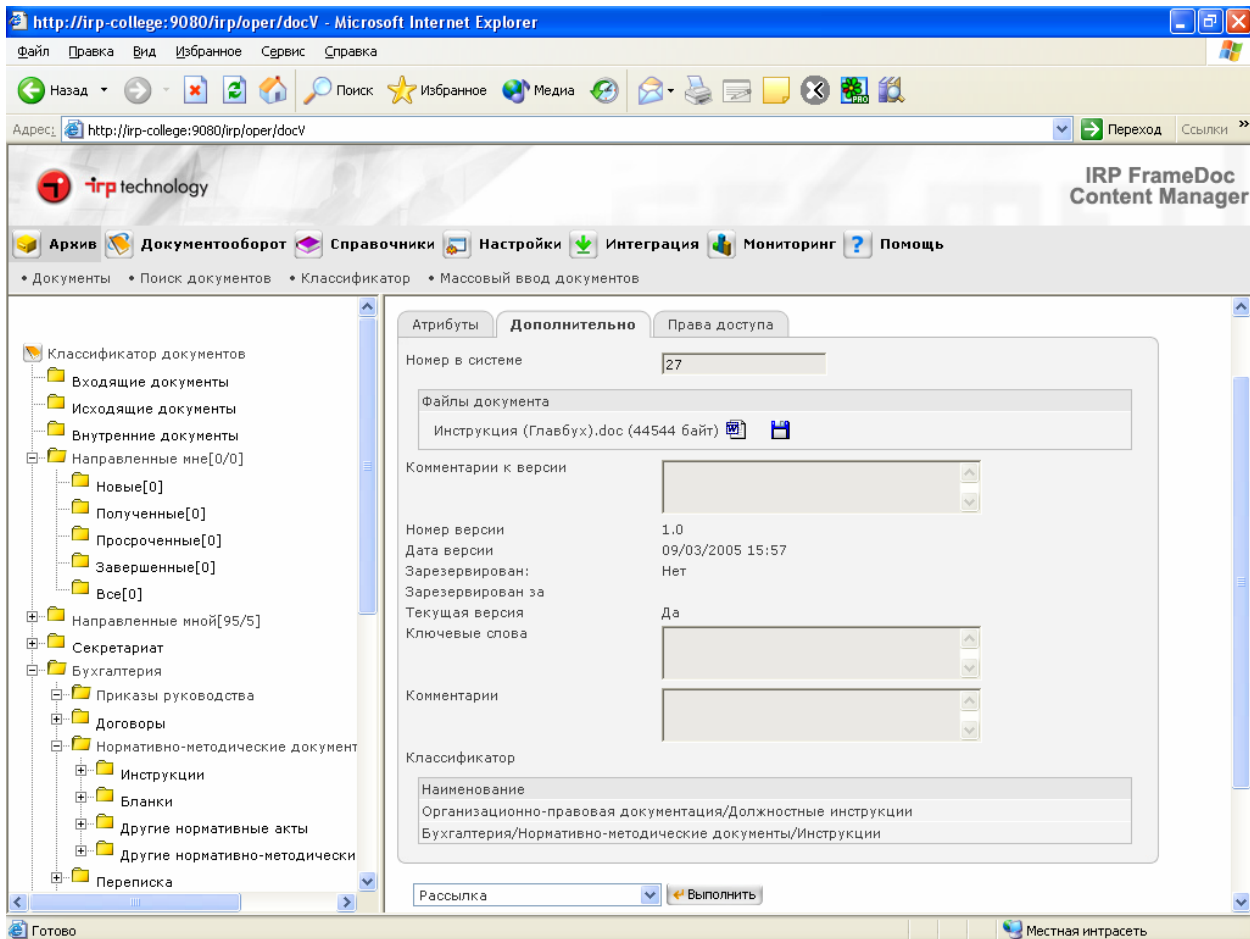 http://irp-college:9080/irp/oper/docV - Microsoft Internet Explorer
Файл Правка Вид Избранное Сервис Справка
Назад Поиск Избранное Медиа PRO
Адрес: http://irp-college:9080/irp/oper/docV Переход Ссылки »
irp technology
IRP FrameDoc
Content Manager
Архив Документооборот Справочники Настройки Интеграция Мониторинг ? Помощь
• Документы • Поиск документов • Классификатор • Массовый ввод документов
Классификатор документов
Входящие документы
Исходящие документы
Внутренние документы
Направленные мне[0/0]
Новые[0]
Полученные[0]
Просроченные[0]
Завершенные[0]
Все[0]
Направленные мной[95/5]
Секретариат
Бухгалтерия
Приказы руководства
Договоры
Нормативно-методические документ
Инструкции
Бланки
Другие нормативные акты
Другие нормативно-методически
Переписка
Атрибуты Дополнительно Права доступа
Номер в системе 27
Файлы документа
Инструкция (Главбух).doc (44544 байт)
Комментарии к версии
Номер версии 1.0
Дата версии 09/03/2005 15:57
Зарезервирован: Нет
Зарезервирован за
Текущая версия Да
Ключевые слова
Комментарии
Классификатор
Наименование
Организационно-правовая документация/Должностные инструкции
Бухгалтерия/Нормативно-методические документы/Инструкции
Рассылка Выполнить
Готово Местная интрасеть